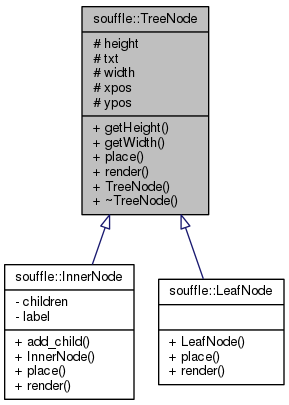 souffle::TreeNode
# height
# txt
# width
# xpos
# ypos
+ getHeight()
+ getWidth()
+ place()
+ render()
+ TreeNode()
+ ~TreeNode()
souffle::InnerNode
- children
- label
+ add_child()
+ InnerNode()
+ place()
+ render()
souffle::LeafNode
+ LeafNode()
+ place()
+ render()